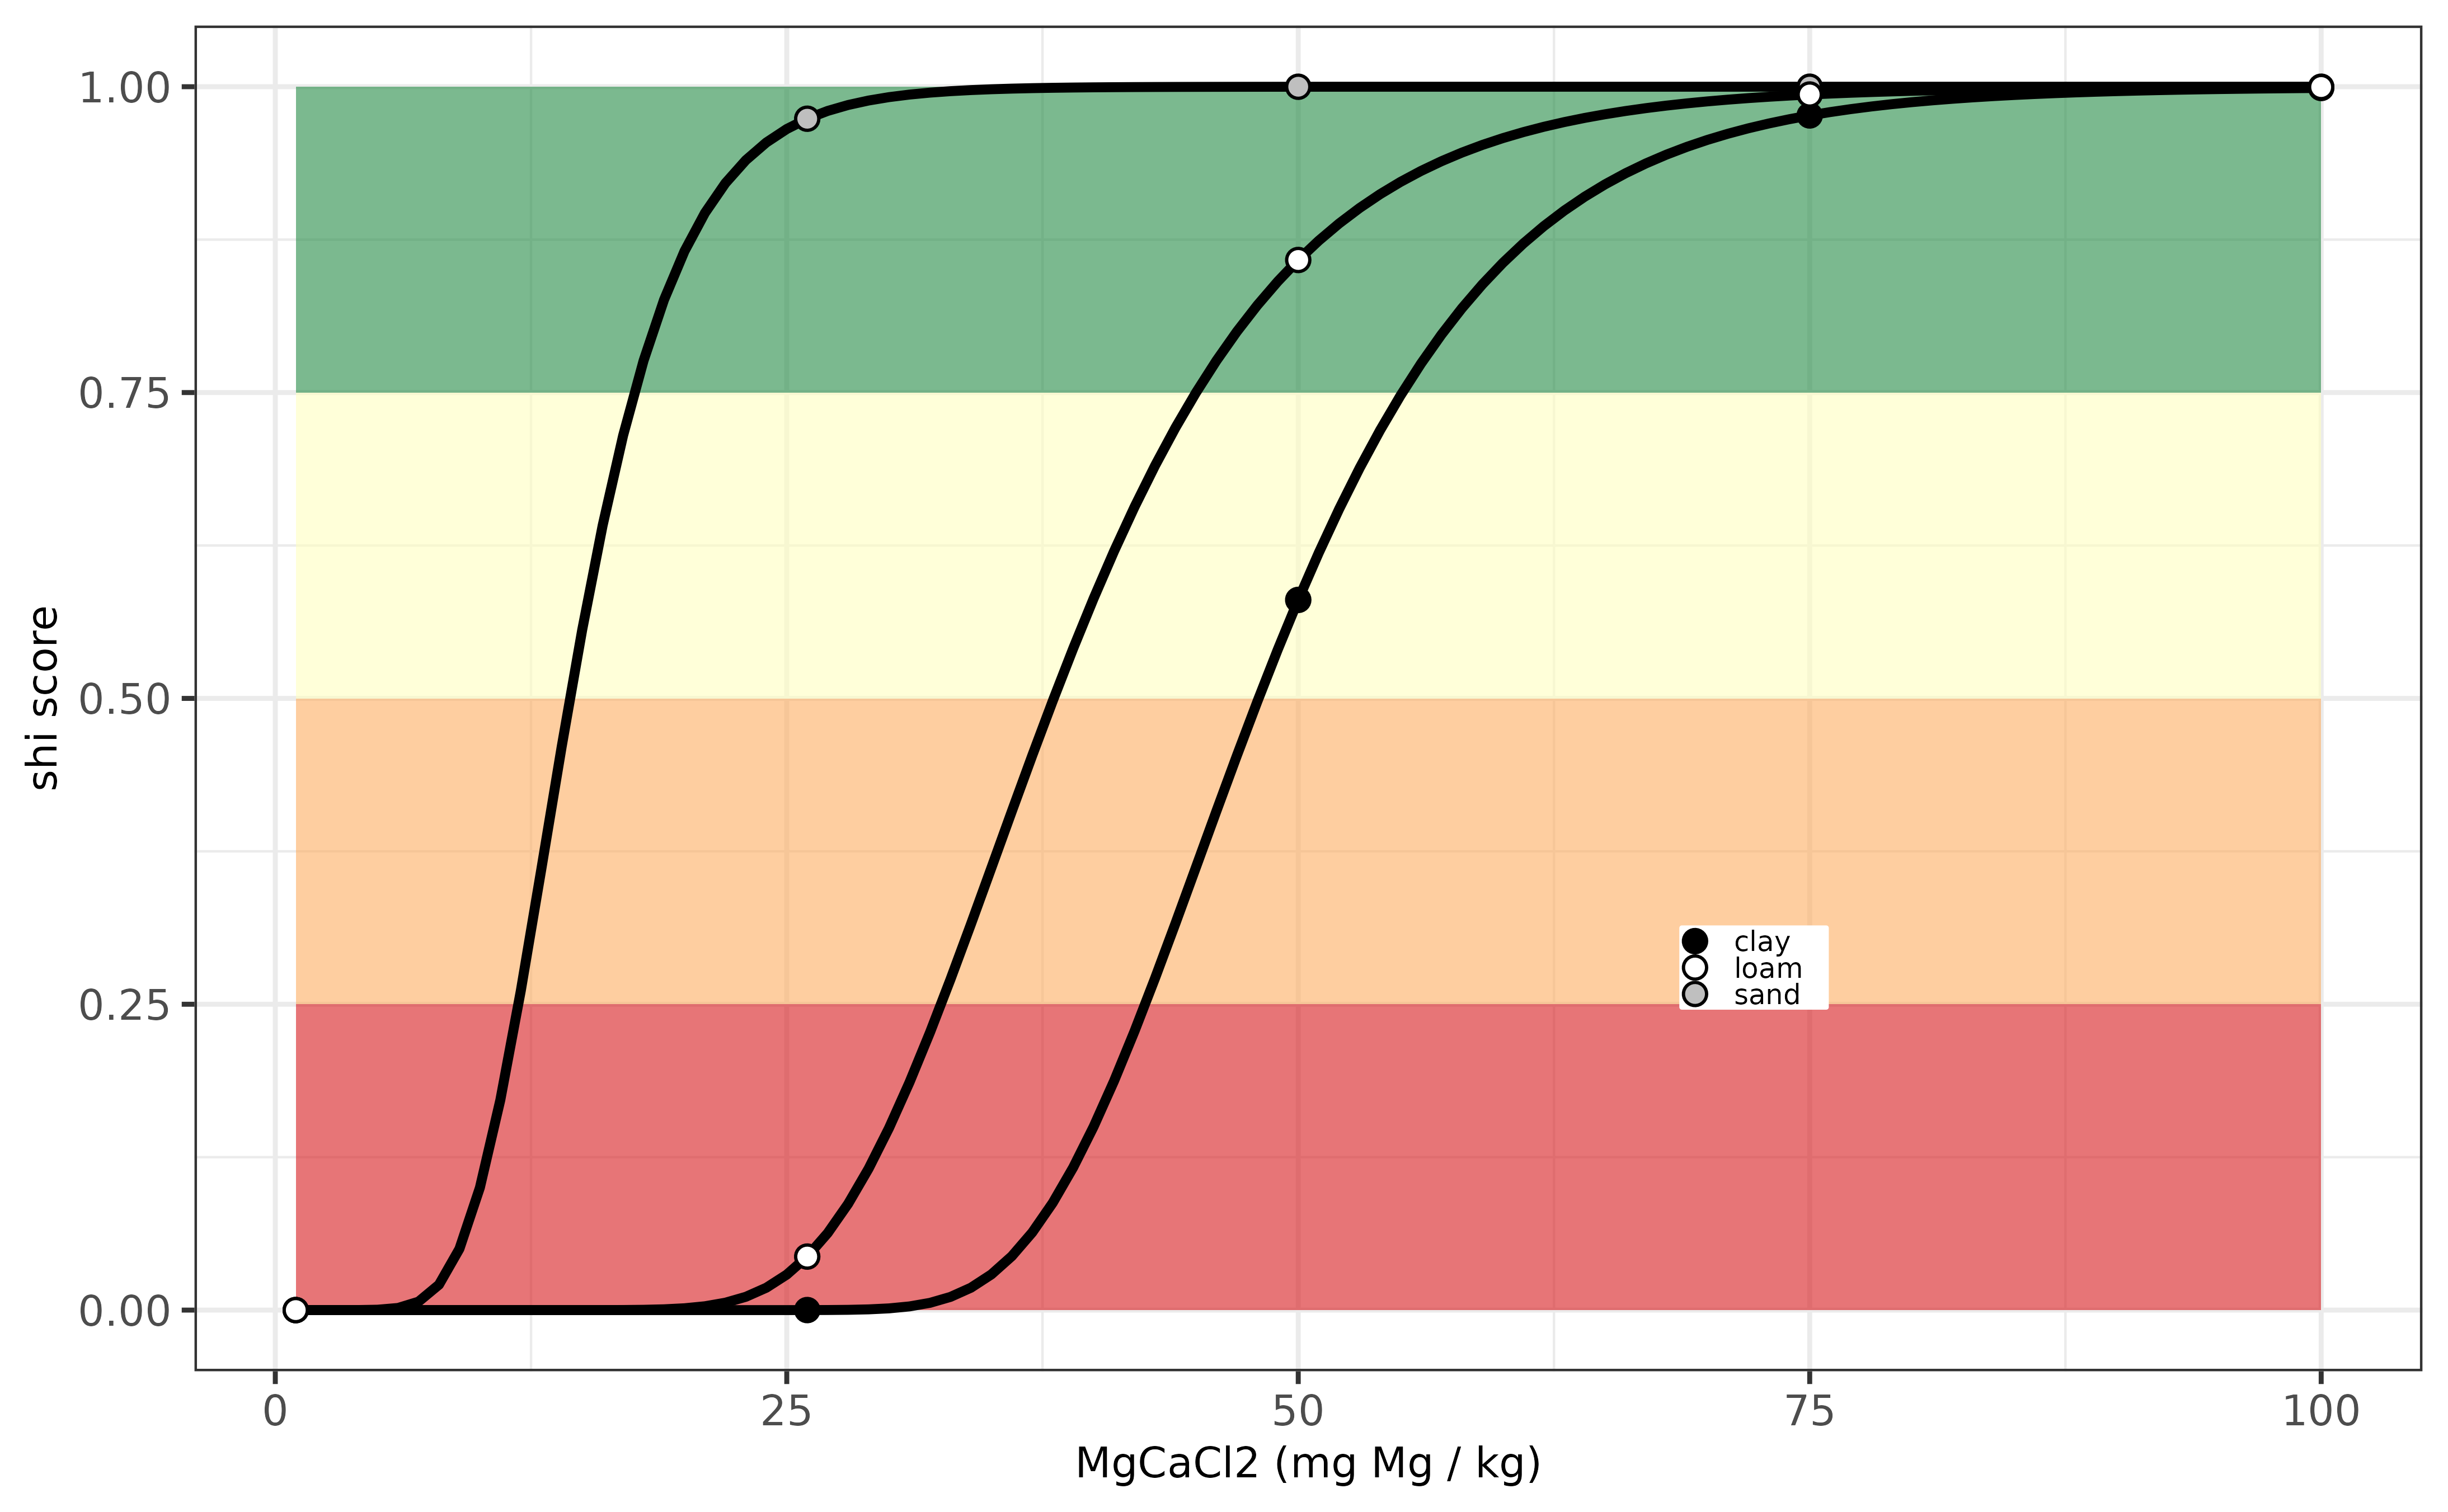 1.00
0.75
0.50
0.25
0.00
shi score
clay
loam
sand
0 25 50 75 100
MgCaCl2 (mg Mg / kg)